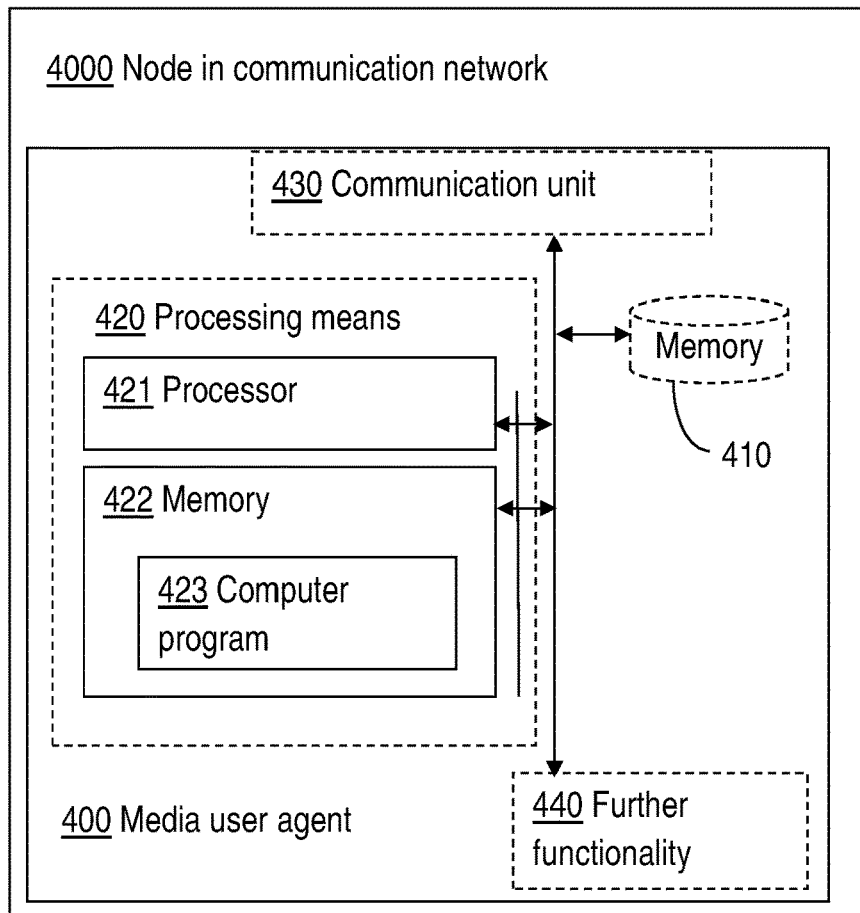 4000 Node in communication network
430 Communication unit
420 Processing means
421 Processor
Memory
410
422 Memory
423 Computer
program
400 Media user agent
440 Further
functionality